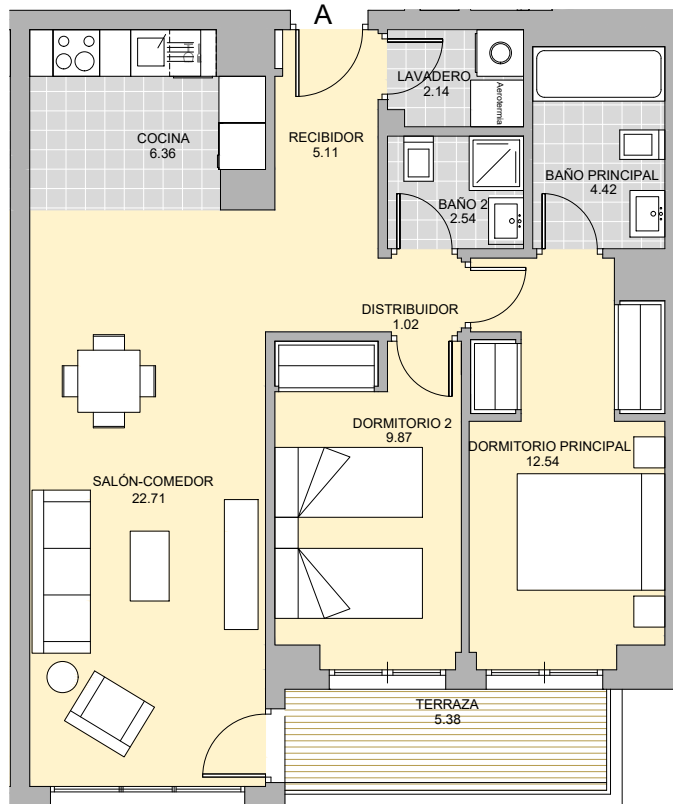 A
LAVADERO
2.14
Aerotermia
COCINA
6.36
RECIBIDOR
5.11
BAÑO PRINCIPAL
4.42
BAÑO 2
2.54
DISTRIBUIDOR
1.02
DORMITORIO 2
9.87
DORMITORIO PRINCIPAL
12.54
SALÓN-COMEDOR
22.71
TERRAZA
5.38